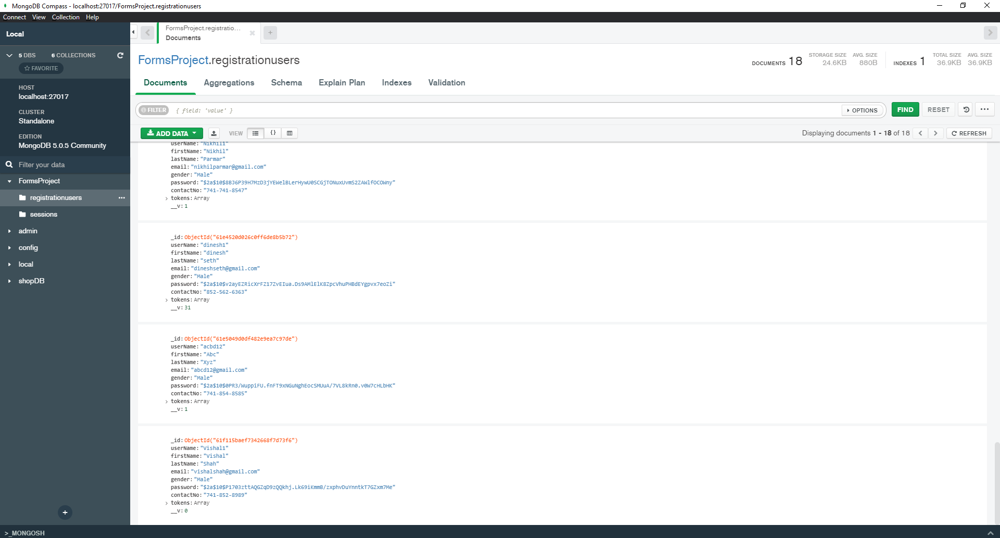 MongoDB Compass - localhost:27017/FormsProject.registrationusers
Connect View Collection Help
Local
5 DBS 6 COLLECTIONS
FAVORITE
HOST
localhost:27017
CLUSTER
Standalone
EDITION
MongoDB 5.0.5 Community
Filter your data
FormsProject
registrationusers
sessions
admin
config
local
shopDB
>_MONGOSH
FormsProject.registratio...
Documents
FormsProject.registrationusers
DOCUMENTS 18
STORAGE SIZE
24.6KB
AVG. SIZE
880B
INDEXES 1
TOTAL SIZE
36.9KB
AVG. SIZE
36.9KB
Documents Aggregations Schema Explain Plan Indexes Validation
FILTER { field: 'value' } OPTIONS FIND RESET
ADD DATA VIEW {} Displaying documents 1 - 18 of 18 REFRESH
userName: "Nikhil1"
firstName: "Nikhil"
lastName: "Parmar"
email: "nikhilparmar@gmail.com"
gender: "Male"
password: "$2a$10$8BJ6P39H7MzD3jYEWelBLerHywU0SCGjTONuxUvmS2ZAWlfOCOWny"
contactNo: "741-741-8547"
tokens: Array
__v: 1
_id: ObjectId("61e4520d026c0ff6de8b5b72")
userName: "dinesh1"
firstName: "dinesh"
lastName: "seth"
email: "dineshseth@gmail.com"
gender: "Male"
password: "$2a$10$v2ayEZRicXrFZ17ZvEIua.Ds9AMlElK8ZpcVhuPHBdEYgpvx7eoZi"
contactNo: "852-562-6363"
tokens: Array
__v: 31
_id: ObjectId("61e5049d0df482e9ea7c97de")
userName: "acbd12"
firstName: "Abc"
lastName: "Xyz"
email: "abcd12@gmail.com"
gender: "Male"
password: "$2a$10$0PR3/WuppiFU.fnFT9xNGuNghEocSMUuA/7VL8kRn0.v0W7cHLbHK"
contactNo: "741-854-8585"
tokens: Array
__v: 1
_id: ObjectId("61f115baef7342668f7d73f6")
userName: "Vishal1"
firstName: "Vishal"
lastName: "Shah"
email: "vishalshah@gmail.com"
gender: "Male"
password: "$2a$10$P1703zttAQGZqD9zQQkhj.Lk69iKmmB/zxphvDuYnntkT7GZxm7Me"
contactNo: "741-852-8989"
tokens: Array
__v: 0